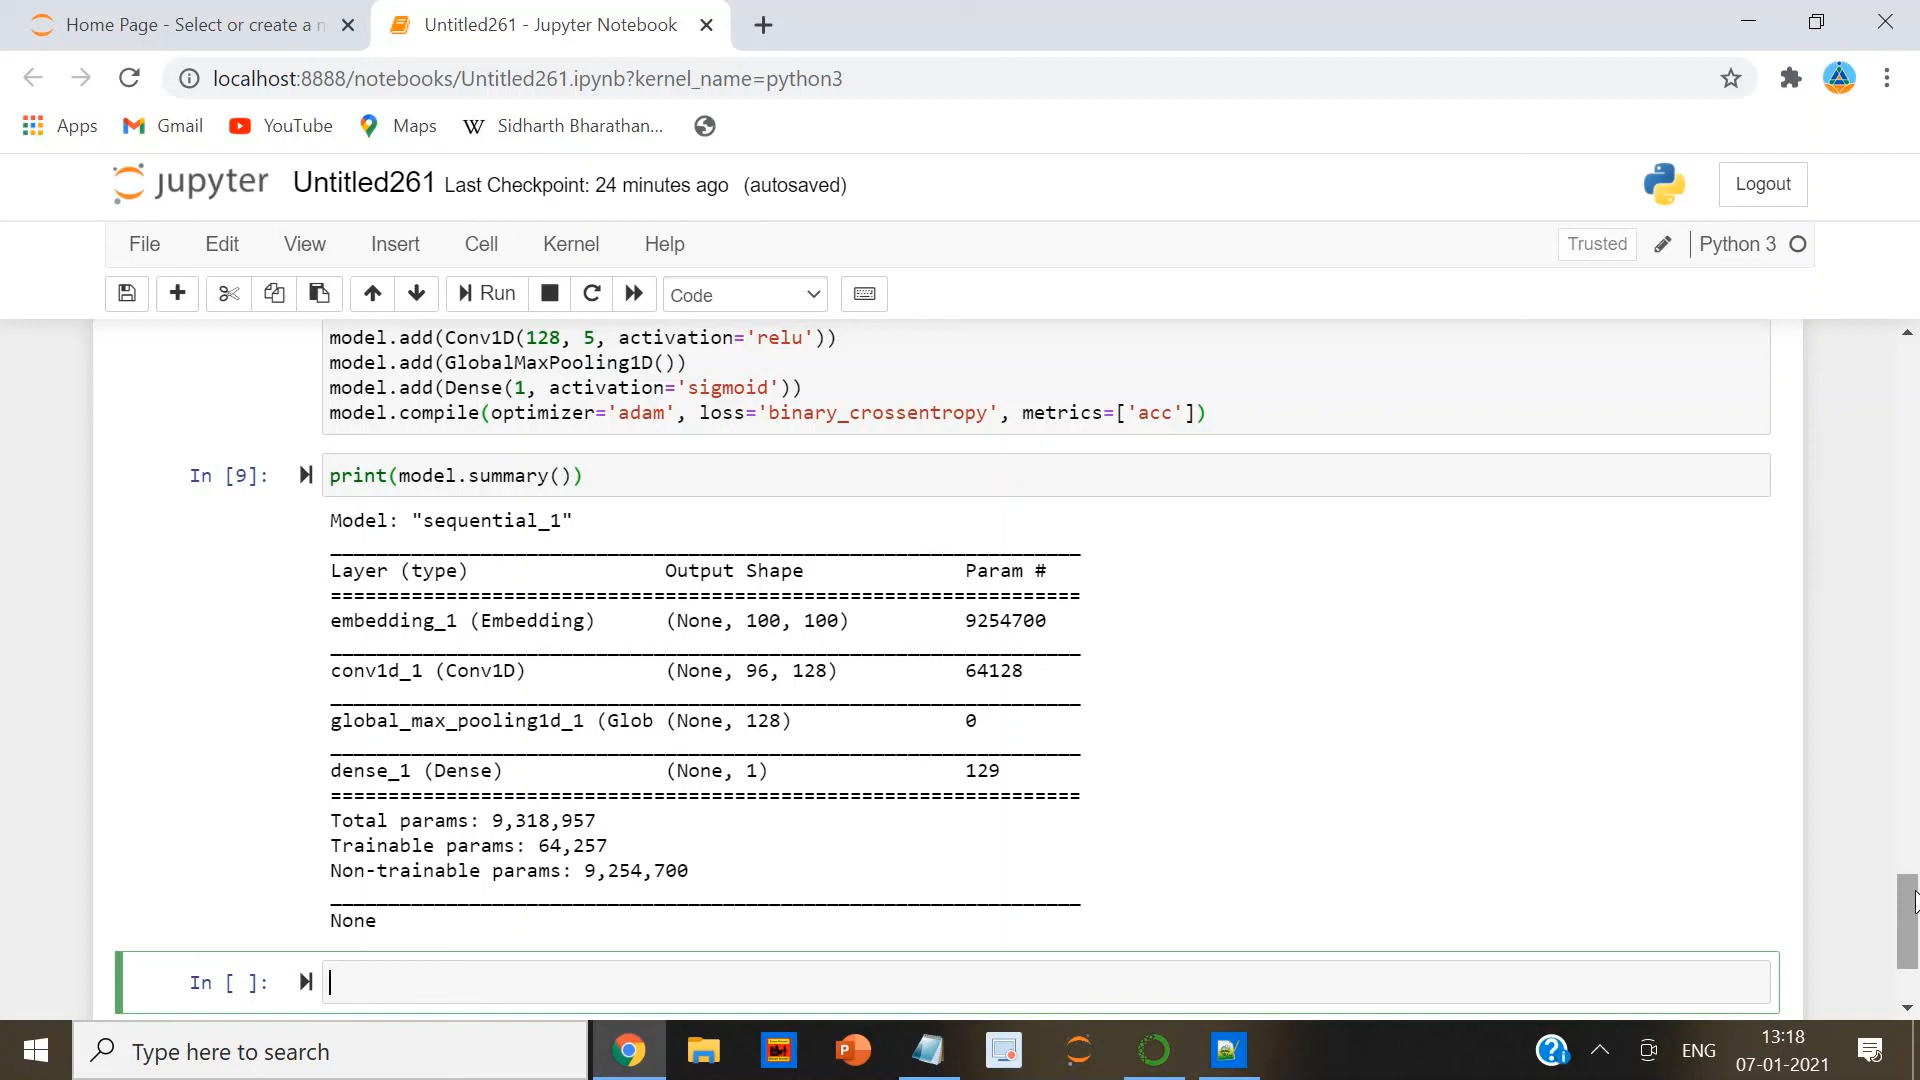 Home Page - Select or create a n
Untitled261 - Jupyter Notebook
localhost:8888/notebooks/Untitled261.ipynb?kernel_name=python3
Apps
Gmail
YouTube
Maps
W Sidharth Bharathan...
jupyter Untitled261 Last Checkpoint: 24 minutes ago (autosaved)
Logout
File Edit View Insert Cell Kernel Help
Trusted
Python 3
Run
Code
model.add(Conv1D(128, 5, activation='relu'))
model.add(GlobalMaxPooling1D())
model.add(Dense(1, activation='sigmoid'))
model.compile(optimizer='adam', loss='binary_crossentropy', metrics=['acc'])
In [9]: print(model.summary())
Model: "sequential_1"
_________________________________________________________________
Layer (type) Output Shape Param #
=================================================================
embedding_1 (Embedding) (None, 100, 100) 9254700
_________________________________________________________________
conv1d_1 (Conv1D) (None, 96, 128) 64128
_________________________________________________________________
global_max_pooling1d_1 (Glob (None, 128) 0
_________________________________________________________________
dense_1 (Dense) (None, 1) 129
=================================================================
Total params: 9,318,957
Trainable params: 64,257
Non-trainable params: 9,254,700
_________________________________________________________________
None
In [ ]:
Type here to search
ENG
13:18
07-01-2021